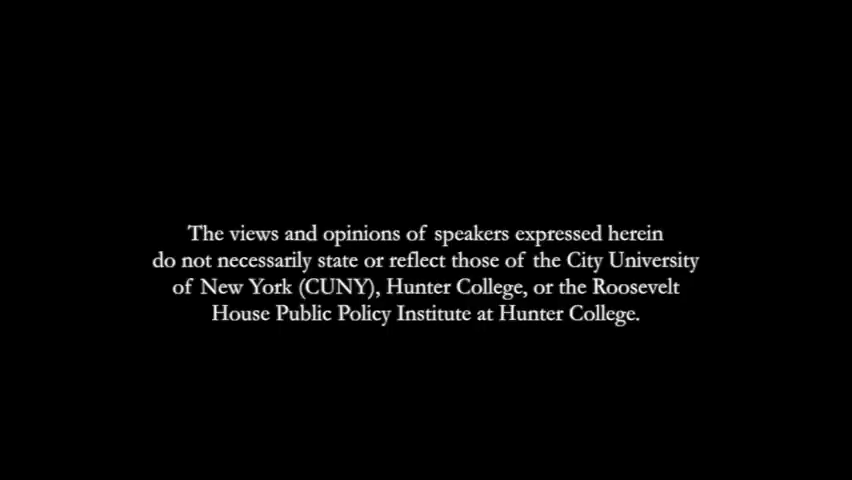 The views and opinions of speakers expressed herein
do not necessarily state or reflect those of the City University
of New York (CUNY), Hunter College, or the Roosevelt
House Public Policy Institute at Hunter College.